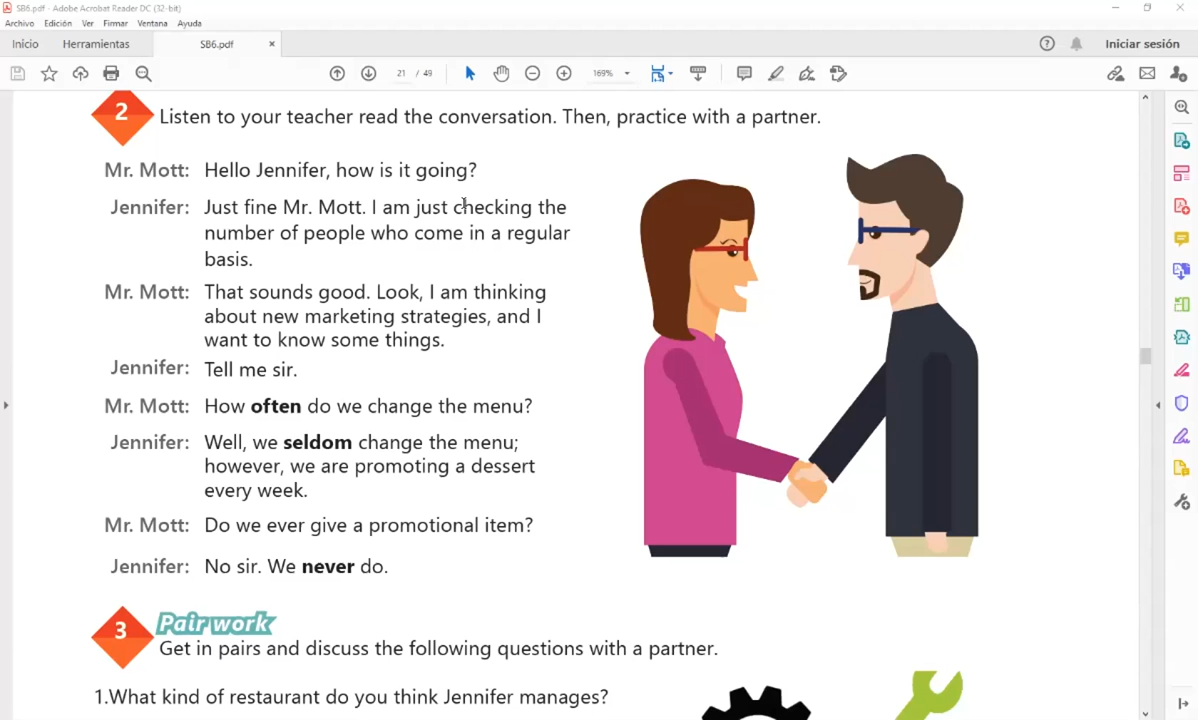 SB6.pdf - Adobe Acrobat Reader DC (32-bit)
Archivo Edición Ver Firmar Ventana Ayuda
Inicio Herramientas SB6.pdf × Iniciar sesión
21 / 49 169%
2 Listen to your teacher read the conversation. Then, practice with a partner.
Mr. Mott: Hello Jennifer, how is it going?
Jennifer: Just fine Mr. Mott. I am just checking the
number of people who come in a regular
basis.
Mr. Mott: That sounds good. Look, I am thinking
about new marketing strategies, and I
want to know some things.
Jennifer: Tell me sir.
Mr. Mott: How often do we change the menu?
Jennifer: Well, we seldom change the menu;
however, we are promoting a dessert
every week.
Mr. Mott: Do we ever give a promotional item?
Jennifer: No sir. We never do.
3 Pair work
Get in pairs and discuss the following questions with a partner.
1.What kind of restaurant do you think Jennifer manages?